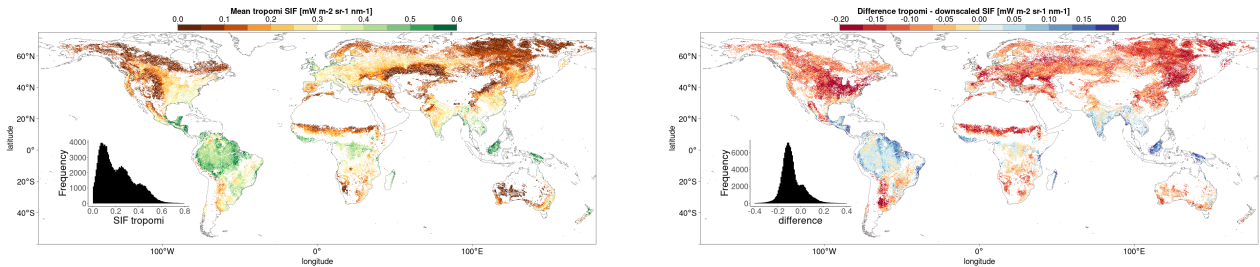 Mean tropomi SIF [mW m-2 sr-1 nm-1]
0.0 0.1 0.2 0.3 0.4 0.5 0.6
60°N
40°N
20°N
0°
20°S
40°S
latitude
Frequency
4000
3000
2000
1000
0
0.0 0.2 0.4 0.6 0.8
SIF tropomi
100°W 0° 100°E
longitude
Difference tropomi - downscaled SIF [mW m-2 sr-1 nm-1]
-0.20 -0.15 -0.10 -0.05 0.00 0.05 0.10 0.15 0.20
60°N
40°N
20°N
0°
20°S
40°S
latitude
Frequency
6000
4000
2000
0
-0.4 -0.2 0.0 0.2 0.4
difference
100°W 0° 100°E
longitude